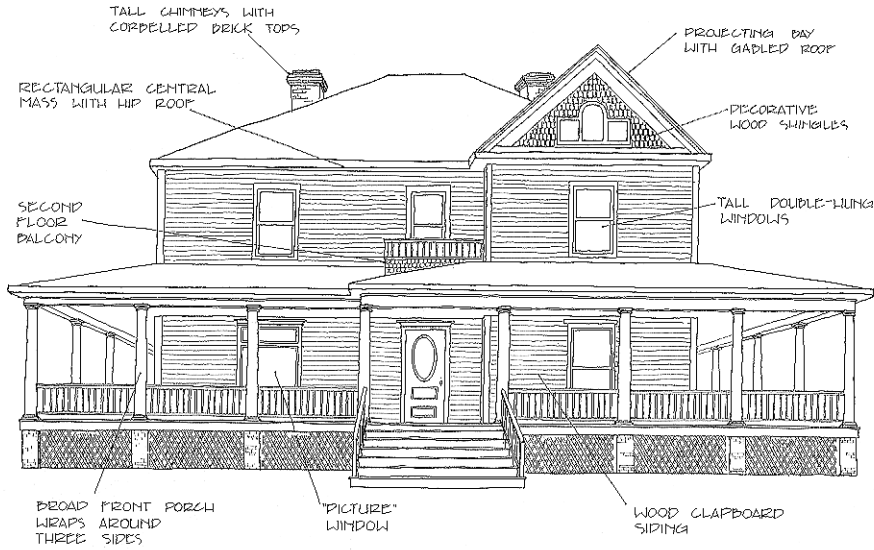 TALL CHIMNEYS WITH
CORBELLED BRICK TOPS
PROJECTING BAY
WITH GABLED ROOF
RECTANGULAR CENTRAL
MASS WITH HIP ROOF
DECORATIVE
WOOD SHINGLES
SECOND
FLOOR
BALCONY
TALL DOUBLE-HUNG
WINDOWS
BROAD FRONT PORCH
WRAPS AROUND
THREE SIDES
"PICTURE"
WINDOW
WOOD CLAPBOARD
SIDING